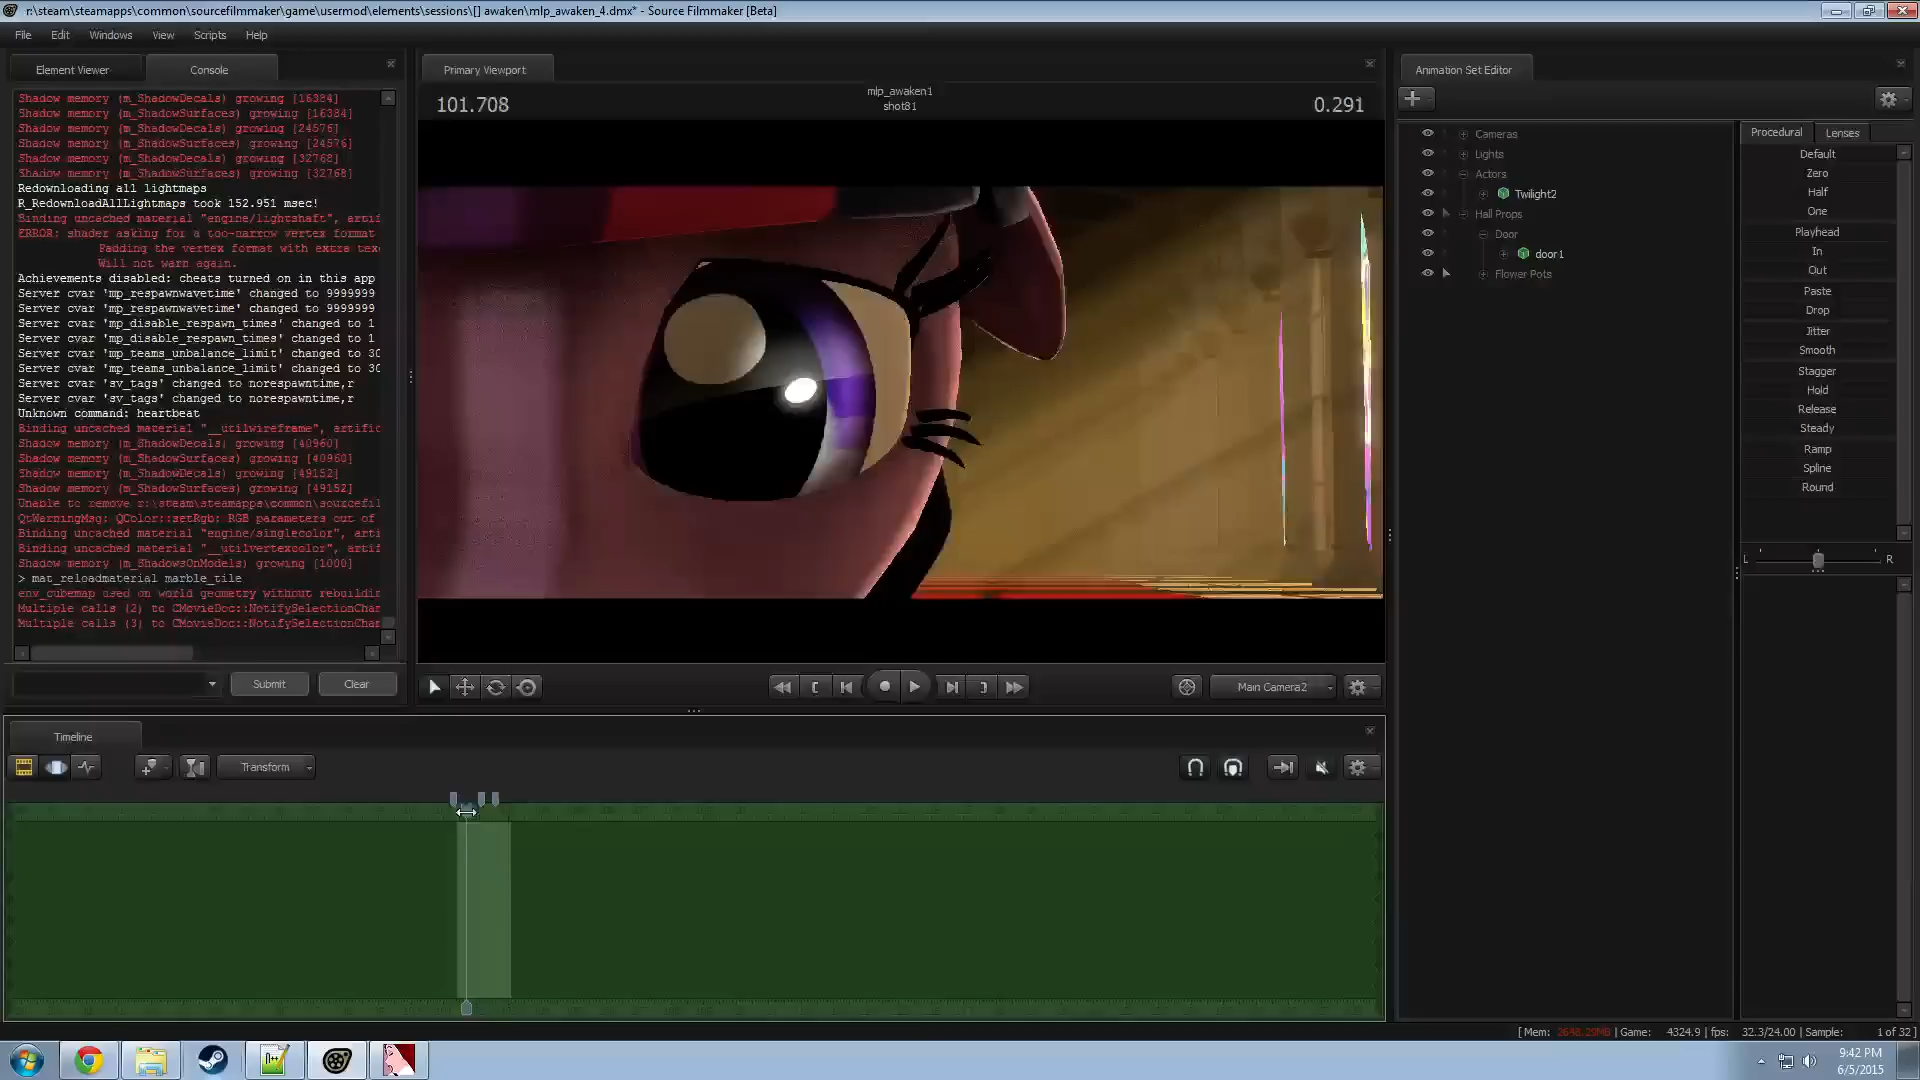 r:\steam\steamapps\common\sourcefilmmaker\game\usermod\elements\sessions\[] awaken\mlp_awaken_4.dmx* - Source Filmmaker [Beta]
File Edit Windows View Scripts Help
Element Viewer
Console
Shadow memory (m_ShadowDecals) growing [16384]
Shadow memory (m_ShadowSurfaces) growing [16384]
Shadow memory (m_ShadowDecals) growing [24576]
Shadow memory (m_ShadowSurfaces) growing [24576]
Shadow memory (m_ShadowDecals) growing [32768]
Shadow memory (m_ShadowSurfaces) growing [32768]
Redownloading all lightmaps
R_RedownloadAllLightmaps took 152.951 msec!
Binding uncached material "engine/lightshaft", artif
ERROR: shader asking for a too-narrow vertex format
Padding the vertex format with extra tex
Will not warn again.
Achievements disabled: cheats turned on in this app
Server cvar 'mp_respawnwavetime' changed to 9999999
Server cvar 'mp_respawnwavetime' changed to 9999999
Server cvar 'mp_disable_respawn_times' changed to 1
Server cvar 'mp_disable_respawn_times' changed to 1
Server cvar 'mp_teams_unbalance_limit' changed to 30
Server cvar 'mp_teams_unbalance_limit' changed to 30
Server cvar 'sv_tags' changed to norespawntime,r
Server cvar 'sv_tags' changed to norespawntime,r
Unknown command: heartbeat
Binding uncached material "__utilwireframe", artific
Shadow memory (m_ShadowDecals) growing [40960]
Shadow memory (m_ShadowSurfaces) growing [40960]
Shadow memory (m_ShadowDecals) growing [49152]
Shadow memory (m_ShadowSurfaces) growing [49152]
Unable to remove r:\steam\steamapps\common\sourcefil
QtWarningMsg: QColor::setRgb: RGB parameters out of
Binding uncached material "engine/singlecolor", arti
Binding uncached material "__utilvertexcolor", artif
Shadow memory (m_ShadowsOnModels) growing [1000]
> mat_reloadmaterial marble_tile
env_cubemap used on world geometry without rebuildin
Multiple calls (2) to CMovieDoc::NotifySelectionChan
Multiple calls (3) to CMovieDoc::NotifySelectionChan
Submit
Clear
Primary Viewport
101.708
mlp_awaken1
shot81
0.291
Main Camera2
Animation Set Editor
Cameras
Lights
Actors
Twilight2
Hall Props
Door
door1
Flower Pots
Procedural
Lenses
Default
Zero
Half
One
Playhead
In
Out
Paste
Drop
Jitter
Smooth
Stagger
Hold
Release
Steady
Ramp
Spline
Round
L
R
Timeline
Transform
[ Mem: 2648.29MB | Game: 4324.9 | fps: 32.3/24.00 | Sample: 1 of 32 ]
9:42 PM
6/5/2015